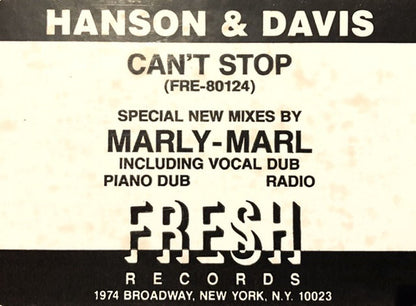 HANSON & DAVIS
CAN'T STOP
(FRE-80124)
SPECIAL NEW MIXES BY
MARLY-MARL
INCLUDING VOCAL DUB
PIANO DUB RADIO
FRESH
RECORDS
1974 BROADWAY, NEW YORK, N.Y. 10023